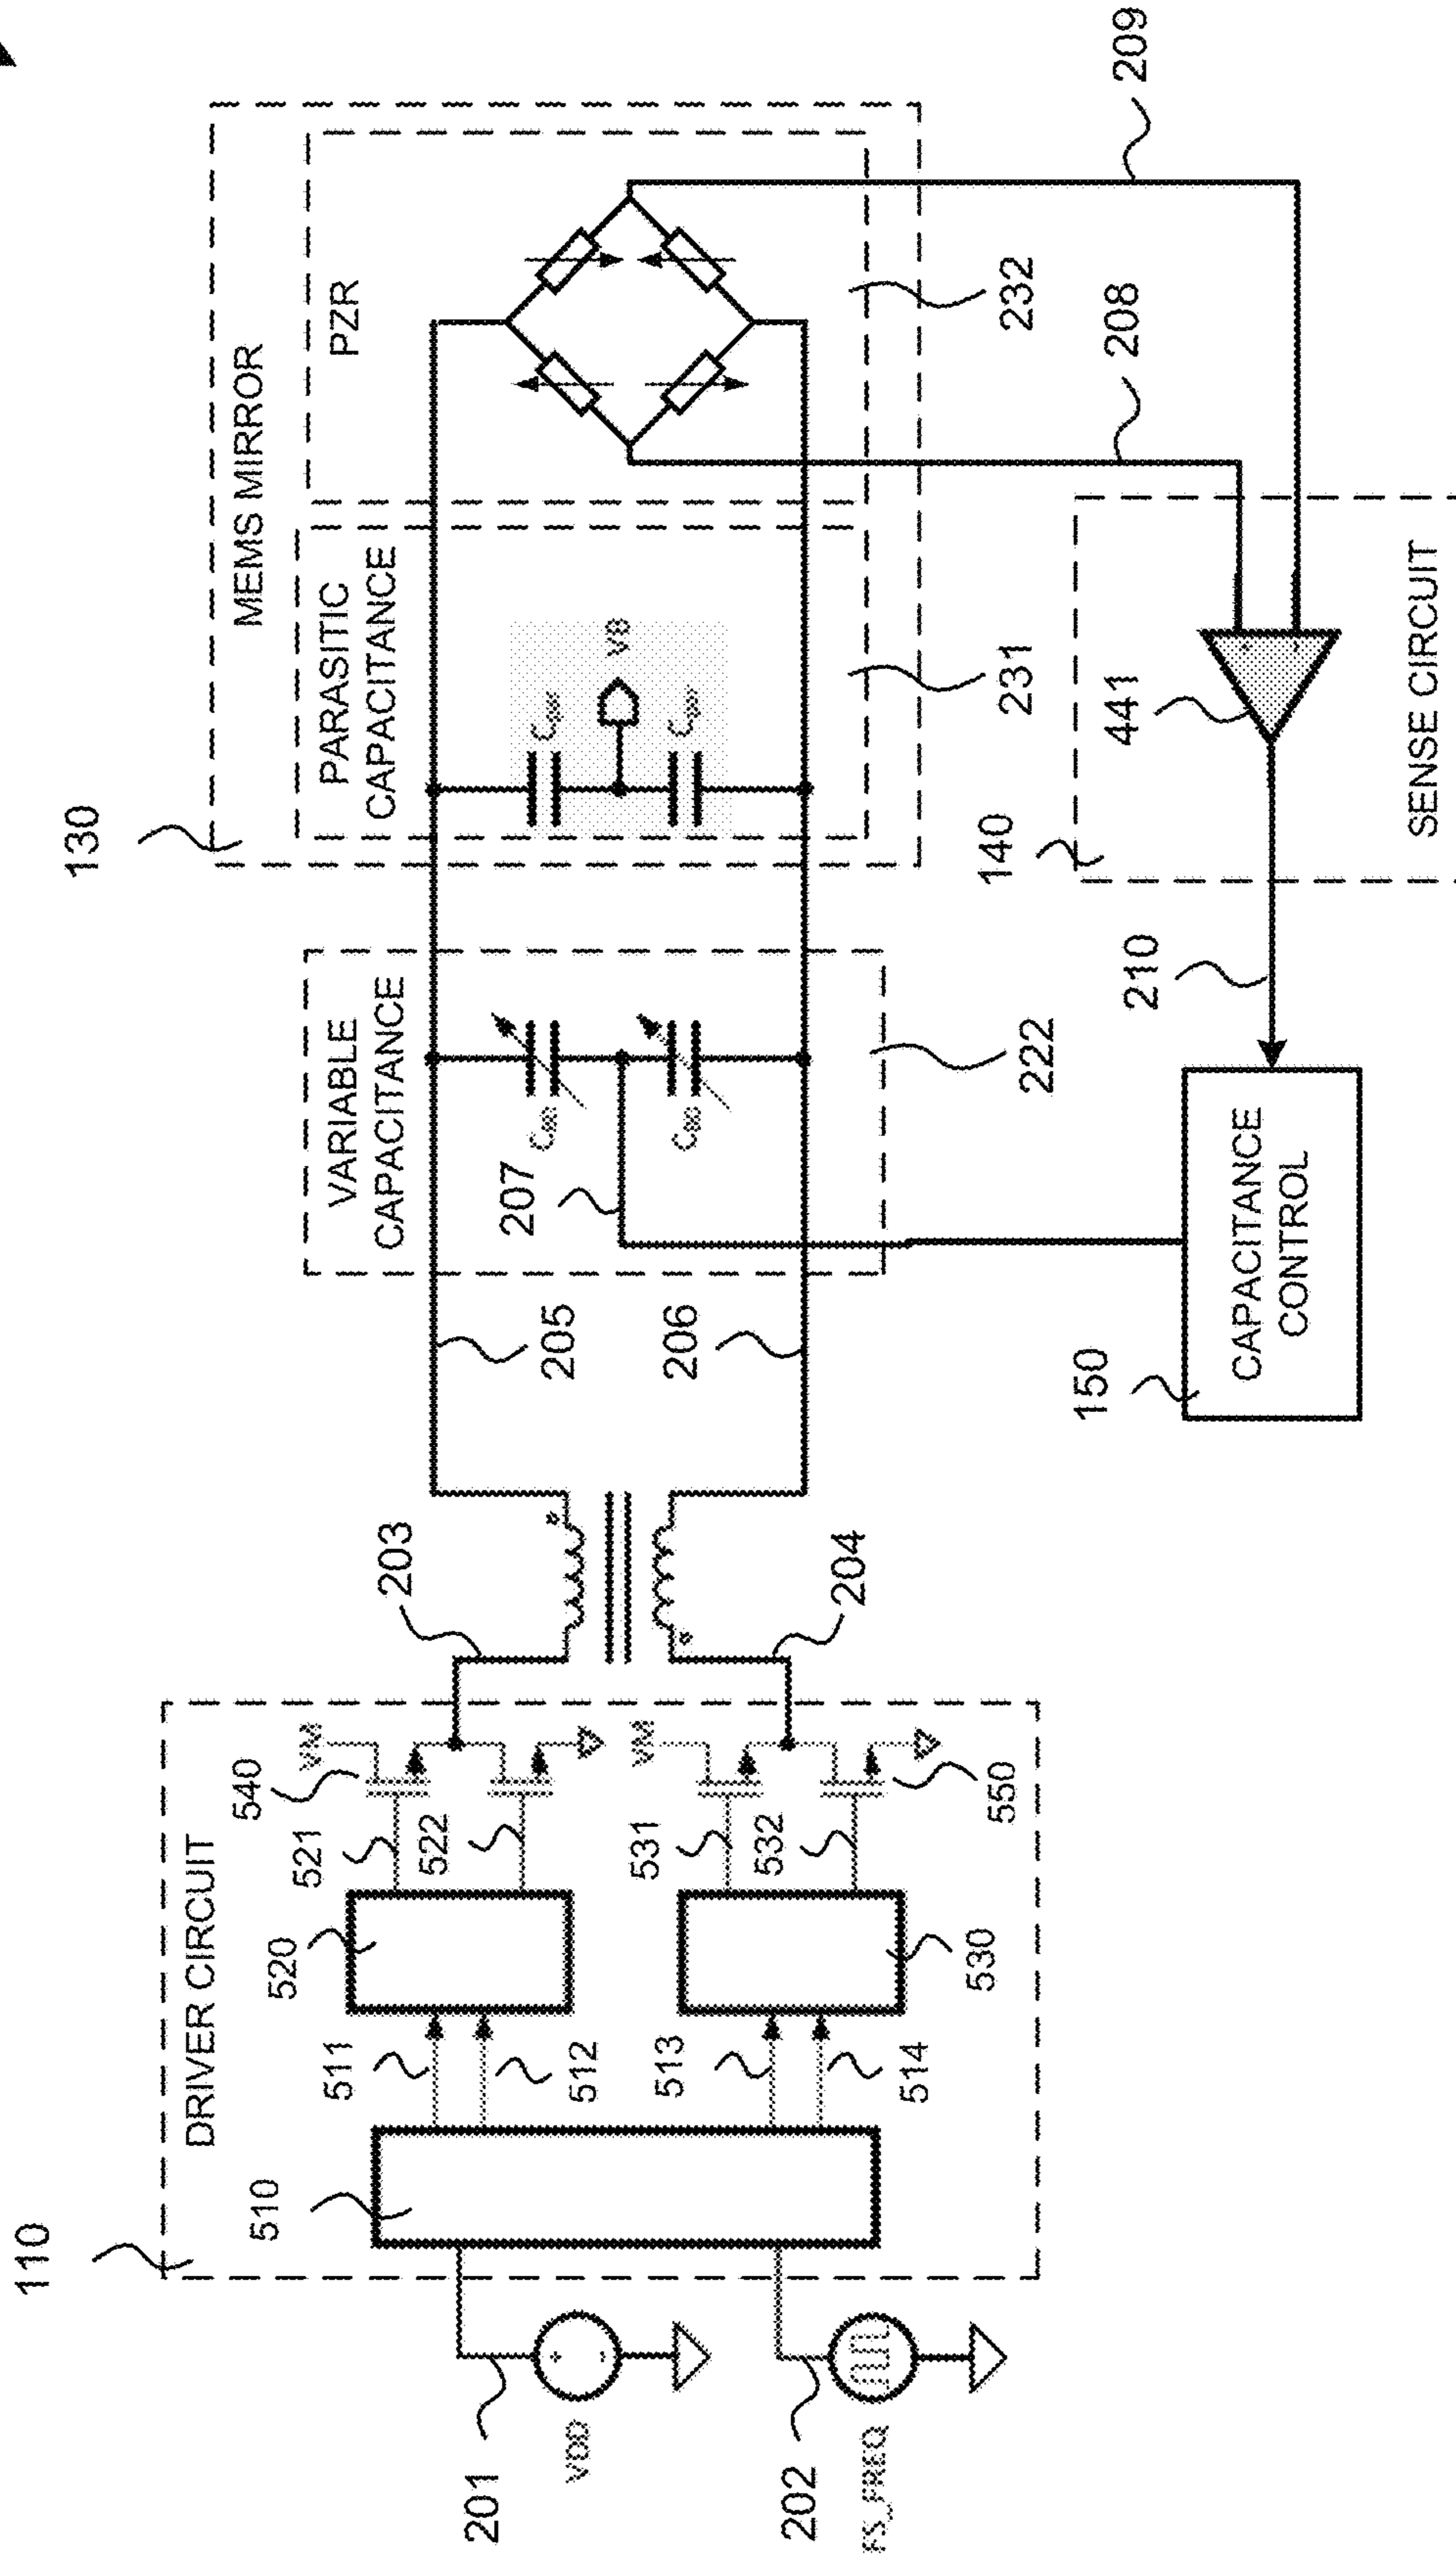 110
DRIVER CIRCUIT
201
VDD
202
FS_FREQ
510
511
512
513
514
520
530
521
522
531
532
540
550
VM
VM
203
204
205
206
VARIABLE
CAPACITANCE
207
222
130
MEMS MIRROR
PARASITIC
CAPACITANCE
VB
231
PZR
232
208
209
441
140
SENSE CIRCUIT
210
150
CAPACITANCE
CONTROL